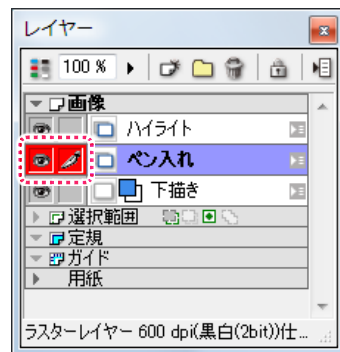 レイヤー
100 %
画像
ハイライト
ペン入れ
下描き
選択範囲
定規
ガイド
用紙
ラスターレイヤー 600 dpi(黒白(2bit))仕...